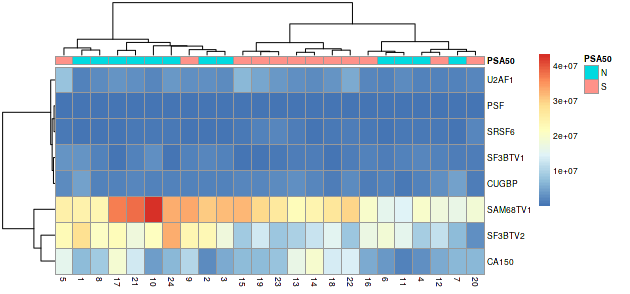 PSA50
U2AF1
PSF
SRSF6
SF3BTV1
CUGBP
SAM68TV1
SF3BTV2
CA150
5 1 8 17 21 10 24 9 2 3 15 19 23 13 14 18 22 16 6 11 4 12 7 20
4e+07
3e+07
2e+07
1e+07
PSA50
N
S